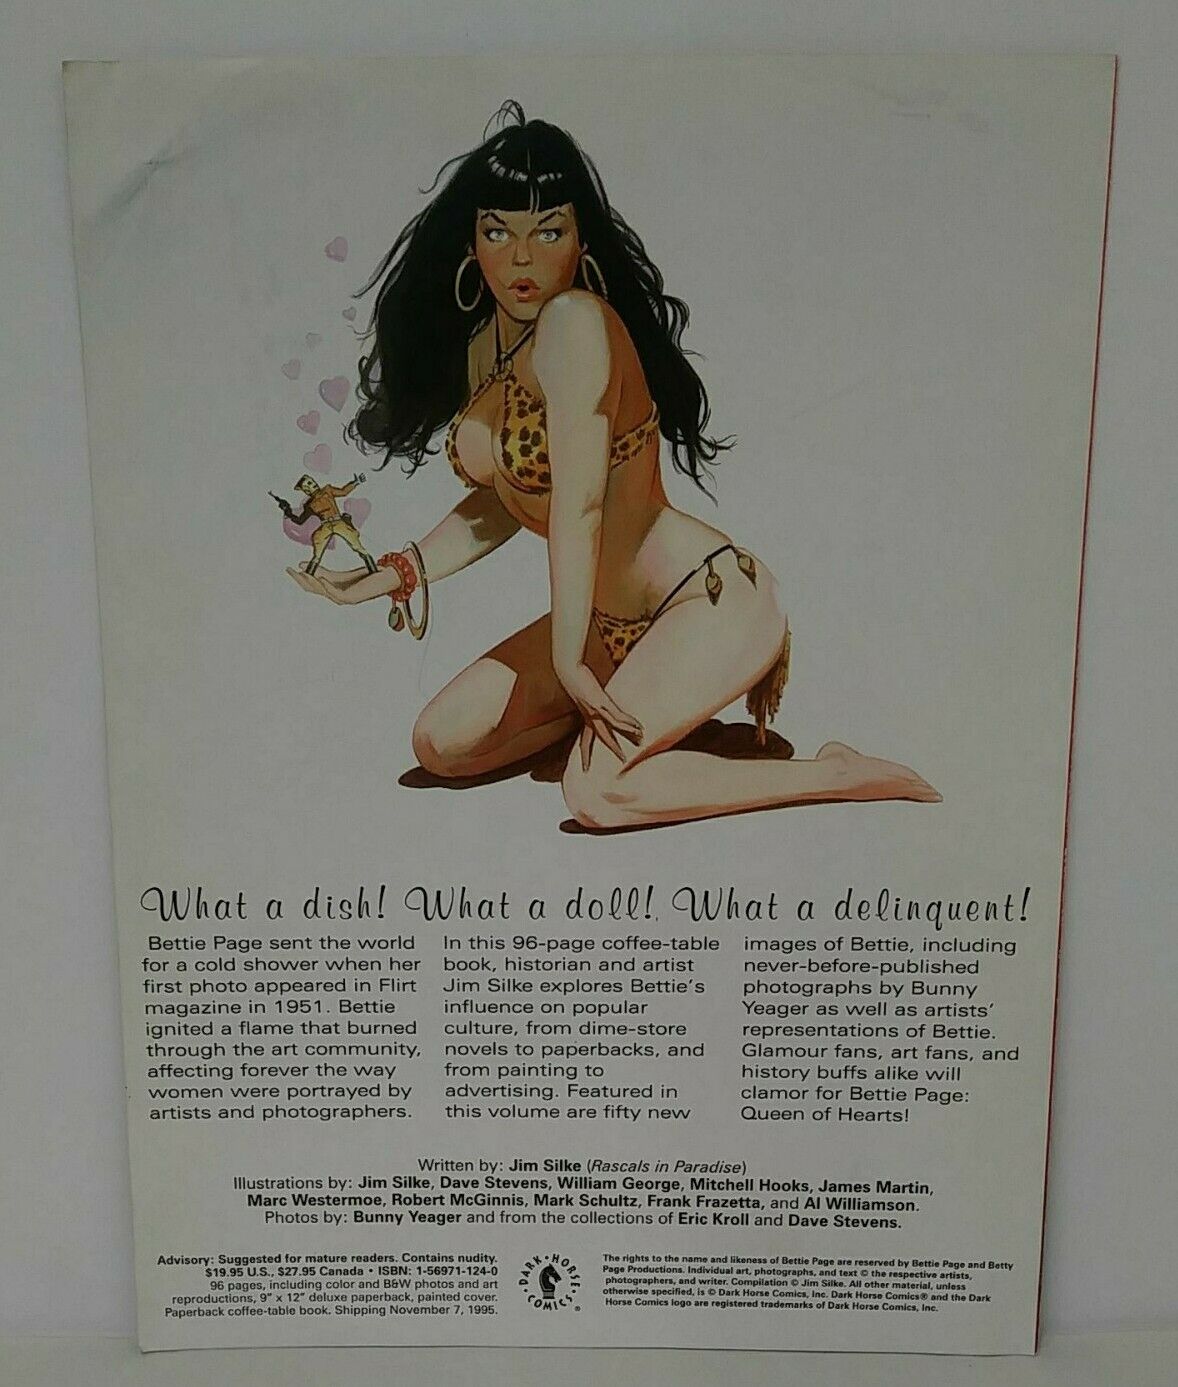 What a dish! What a doll! What a delinquent!
Bettie Page sent the world
for a cold shower when her
first photo appeared in Flirt
magazine in 1951. Bettie
ignited a flame that burned
through the art community,
affecting forever the way
women were portrayed by
artists and photographers.
In this 96-page coffee-table
book, historian and artist
Jim Silke explores Bettie's
influence on popular
culture, from dime-store
novels to paperbacks, and
from painting to
advertising. Featured in
this volume are fifty new
images of Bettie, including
never-before-published
photographs by Bunny
Yeager as well as artists'
representations of Bettie.
Glamour fans, art fans, and
history buffs alike will
clamor for Bettie Page:
Queen of Hearts!
Written by: Jim Silke (Rascals in Paradise)
Illustrations by: Jim Silke, Dave Stevens, William George, Mitchell Hooks, James Martin,
Marc Westermoe, Robert McGinnis, Mark Schultz, Frank Frazetta, and Al Williamson.
Photos by: Bunny Yeager and from the collections of Eric Kroll and Dave Stevens.
Advisory: Suggested for mature readers. Contains nudity.
$19.95 U.S., $27.95 Canada • ISBN: 1-56971-124-0
96 pages, including color and B&W photos and art
reproductions, 9" x 12" deluxe paperback, painted cover.
Paperback coffee-table book. Shipping November 7, 1995.
DARK HORSE COMICS ®
The rights to the name and likeness of Bettie Page are reserved by Bettie Page and Betty
Page Productions. Individual art, photographs, and text © the respective artists,
photographers, and writer. Compilation © Jim Silke. All other material, unless
otherwise specified, is © Dark Horse Comics, Inc. Dark Horse Comics® and the Dark
Horse Comics logo are registered trademarks of Dark Horse Comics, Inc.